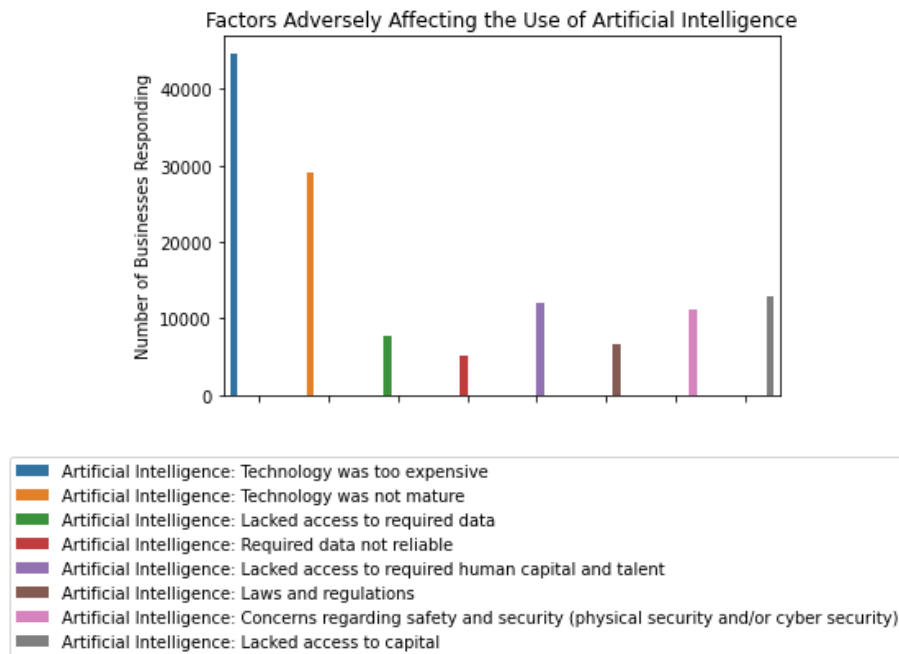 Factors Adversely Affecting the Use of Artificial Intelligence
Number of Businesses Responding
40000
30000
20000
10000
0
Artificial Intelligence: Technology was too expensive
Artificial Intelligence: Technology was not mature
Artificial Intelligence: Lacked access to required data
Artificial Intelligence: Required data not reliable
Artificial Intelligence: Lacked access to required human capital and talent
Artificial Intelligence: Laws and regulations
Artificial Intelligence: Concerns regarding safety and security (physical security and/or cyber security)
Artificial Intelligence: Lacked access to capital